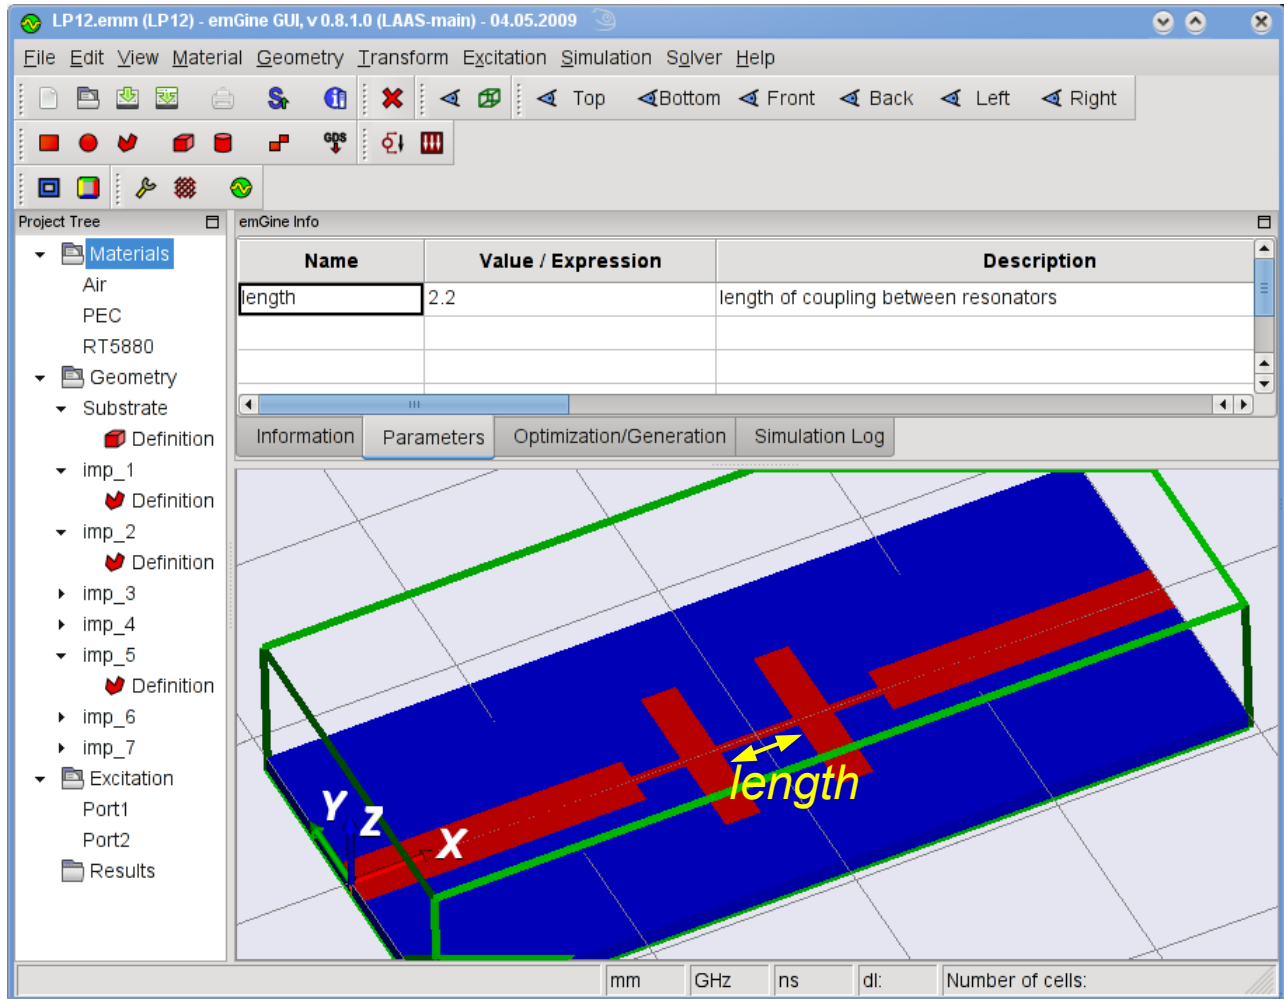 LP12.emm (LP12) - emGine GUI, v 0.8.1.0 (LAAS-main) - 04.05.2009
File Edit View Material Geometry Transform Excitation Simulation Solver Help
Top Bottom Front Back Left Right
GDS
Project Tree
Materials
Air
PEC
RT5880
Geometry
Substrate
Definition
imp_1
Definition
imp_2
Definition
imp_3
imp_4
imp_5
Definition
imp_6
imp_7
Excitation
Port1
Port2
Results
emGine Info
Name Value / Expression Description
length 2.2 length of coupling between resonators
Information Parameters Optimization/Generation Simulation Log
length
Y Z X
mm GHz ns dl: Number of cells: